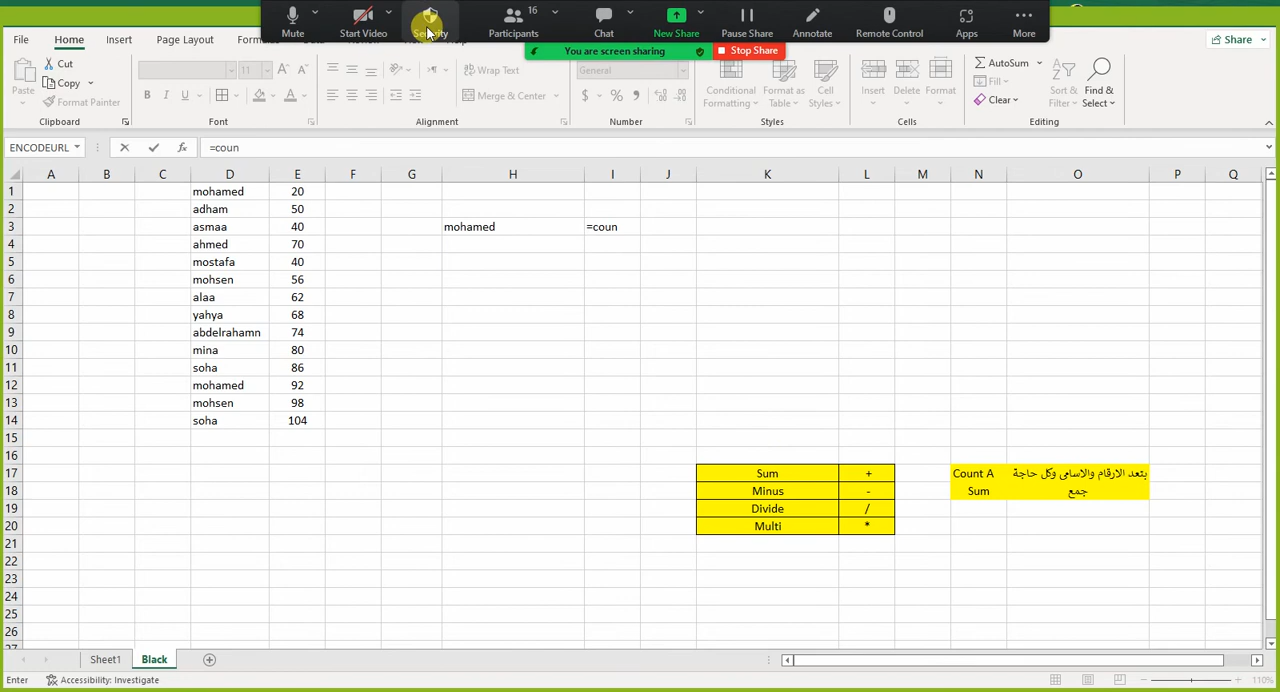 Mute
Start Video
Security
Participants
16
Chat
New Share
Pause Share
Annotate
Remote Control
Apps
More
You are screen sharing
Stop Share
File
Home
Insert
Page Layout
Share
Paste
Cut
Copy
Format Painter
Clipboard
11
B I U
Font
Wrap Text
Merge & Center
Alignment
General
$ % 9
Number
Conditional Formatting
Format as Table
Cell Styles
Styles
Insert
Delete
Format
Cells
AutoSum
Fill
Clear
Sort & Filter
Find & Select
Editing
ENCODEURL
fx
=coun
A B C D E F G H I J K L M N O P Q
1 mohamed 20
2 adham 50
3 asmaa 40 mohamed =coun
4 ahmed 70
5 mostafa 40
6 mohsen 56
7 alaa 62
8 yahya 68
9 abdelrahamn 74
10 mina 80
11 soha 86
12 mohamed 92
13 mohsen 98
14 soha 104
15
16
17 Sum + Count A بتعد الارقام والاسامى وكل حاجة
18 Minus - Sum جمع
19 Divide /
20 Multi *
21
22
23
24
25
26
27
Sheet1
Black
Enter
Accessibility: Investigate
110%